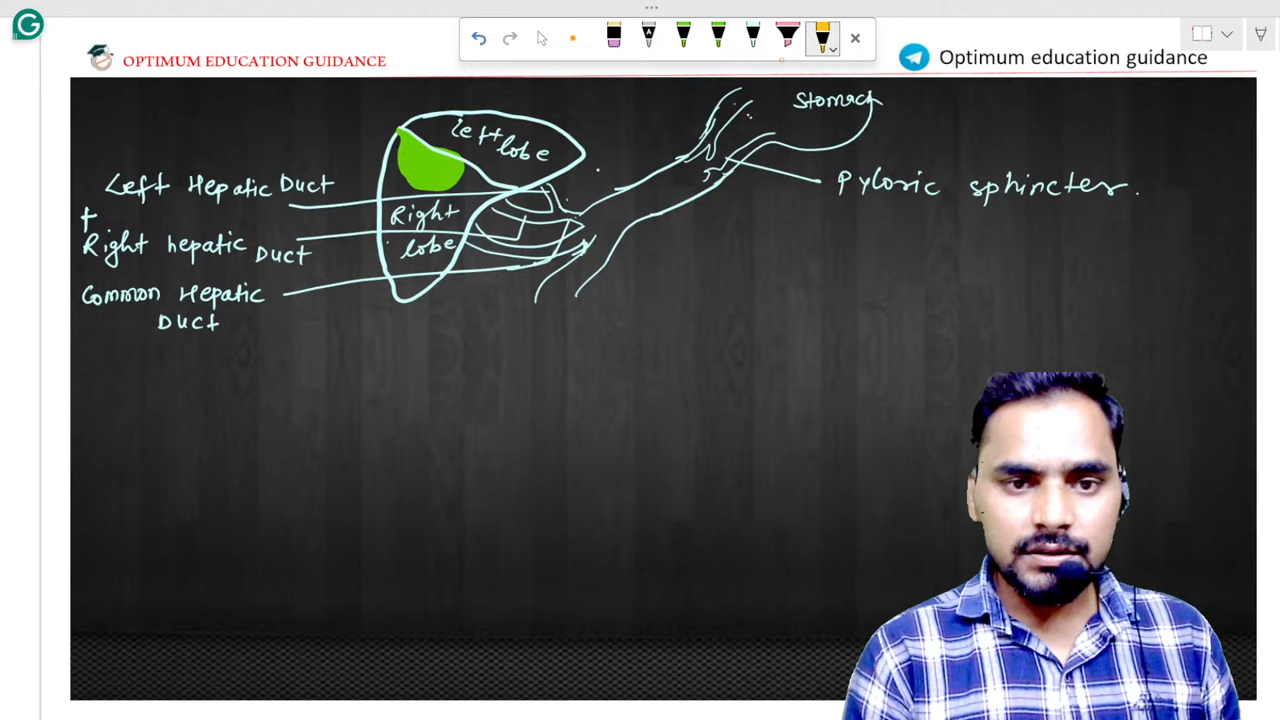 OPTIMUM EDUCATION GUIDANCE
Optimum education guidance
Stomach
Left lobe
Left Hepatic Duct
+
Right hepatic Duct
Common Hepatic
Duct
Right
lobe
Pyloric sphincter.